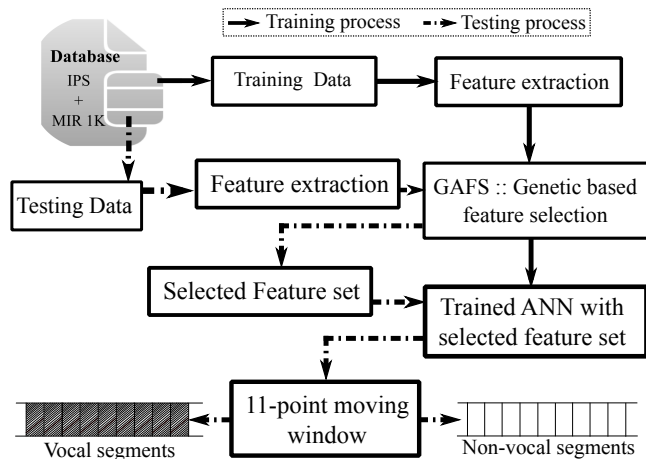 Training process Testing process
Database
IPS
+
MIR 1K
Training Data
Feature extraction
Testing Data
Feature extraction
GAFS :: Genetic based
feature selection
Selected Feature set
Trained ANN with
selected feature set
11-point moving
window
Vocal segments
Non-vocal segments